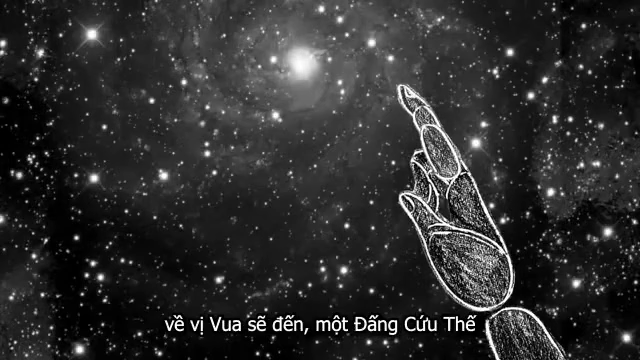 về vị Vua sẽ đến, một Đấng Cứu Thế